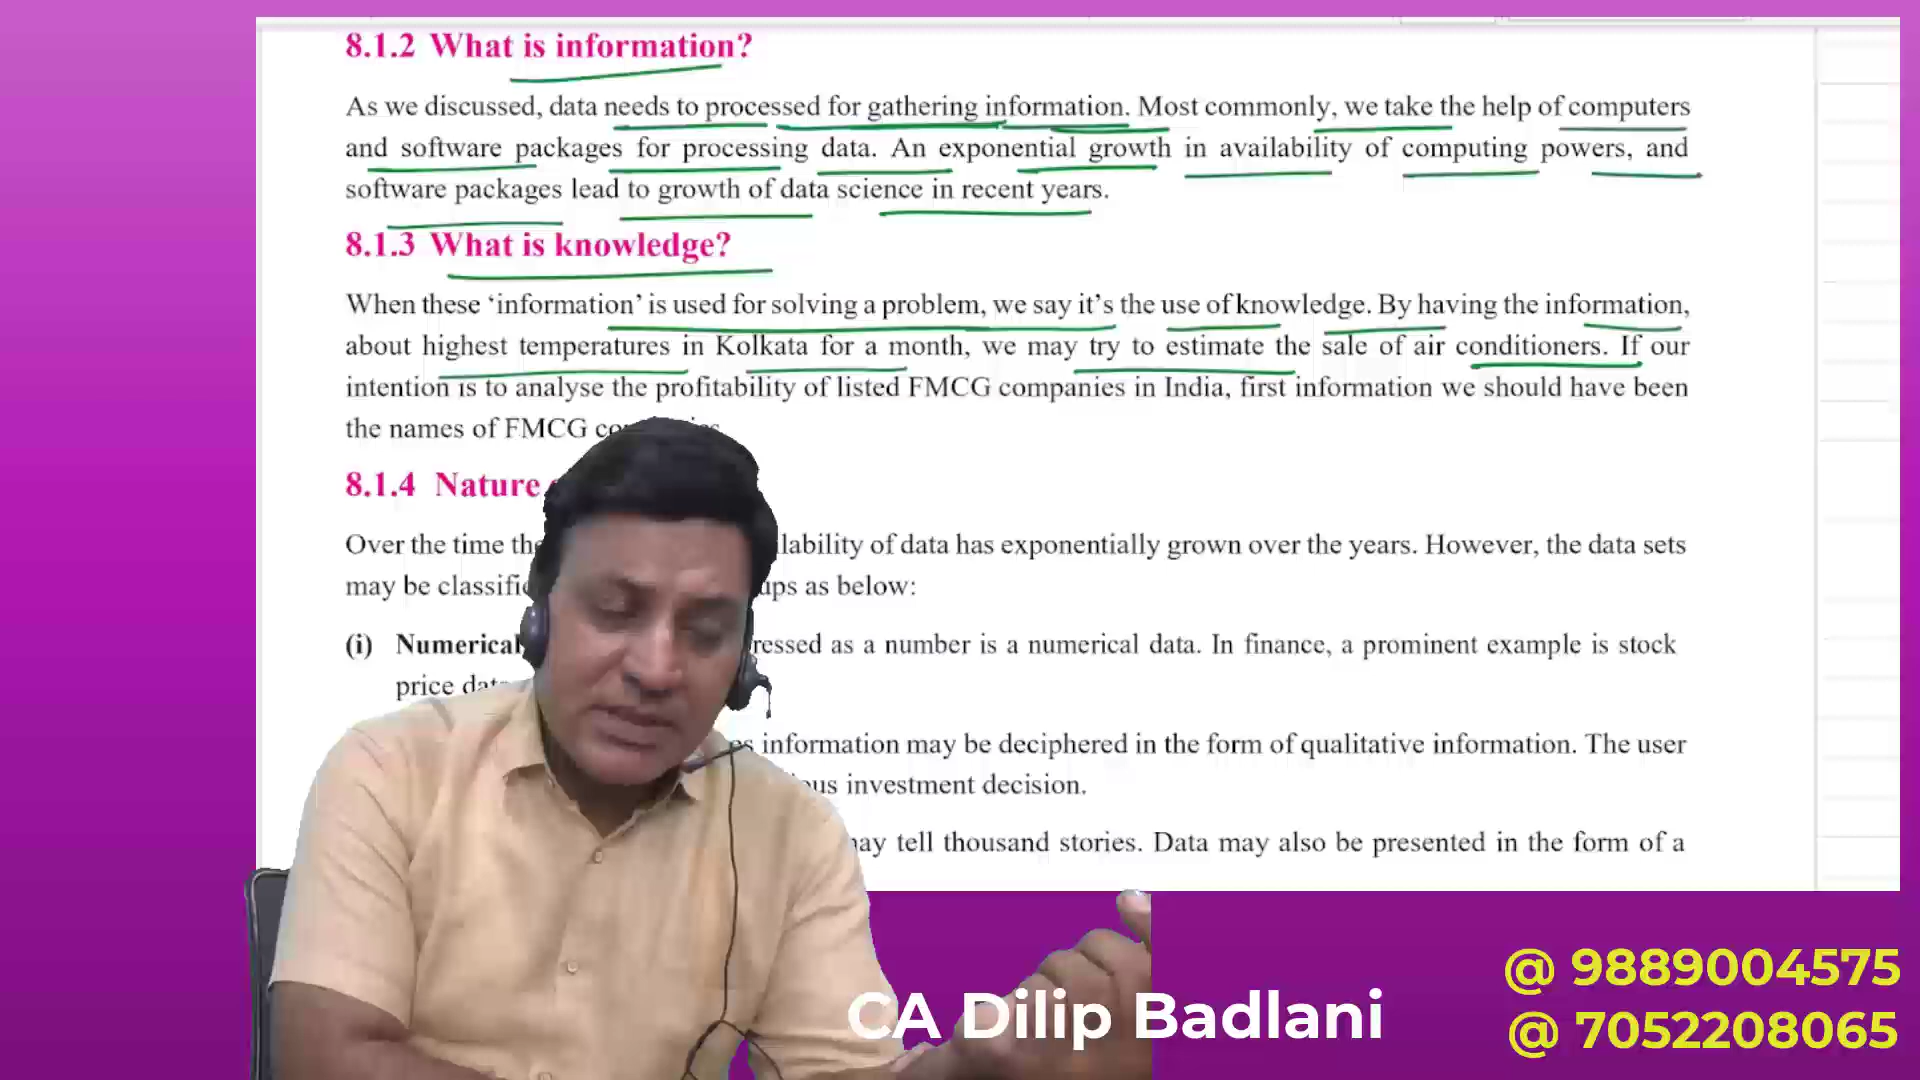 8.1.2 What is information?
As we discussed, data needs to processed for gathering information. Most commonly, we take the help of computers
and software packages for processing data. An exponential growth in availability of computing powers, and
software packages lead to growth of data science in recent years.
8.1.3 What is knowledge?
When these ‘information’ is used for solving a problem, we say it’s the use of knowledge. By having the information,
about highest temperatures in Kolkata for a month, we may try to estimate the sale of air conditioners. If our
intention is to analyse the profitability of listed FMCG companies in India, first information we should have been
the names of FMCG
8.1.4 Nature
Over the time of data has exponentially grown over the years. However, the data sets
may be as below:
(i) Numerical as a number is a numerical data. In finance, a prominent example is stock
price
information may be deciphered in the form of qualitative information. The user
investment decision.
tell thousand stories. Data may also be presented in the form of a
CA Dilip Badlani
@ 9889004575
@ 7052208065